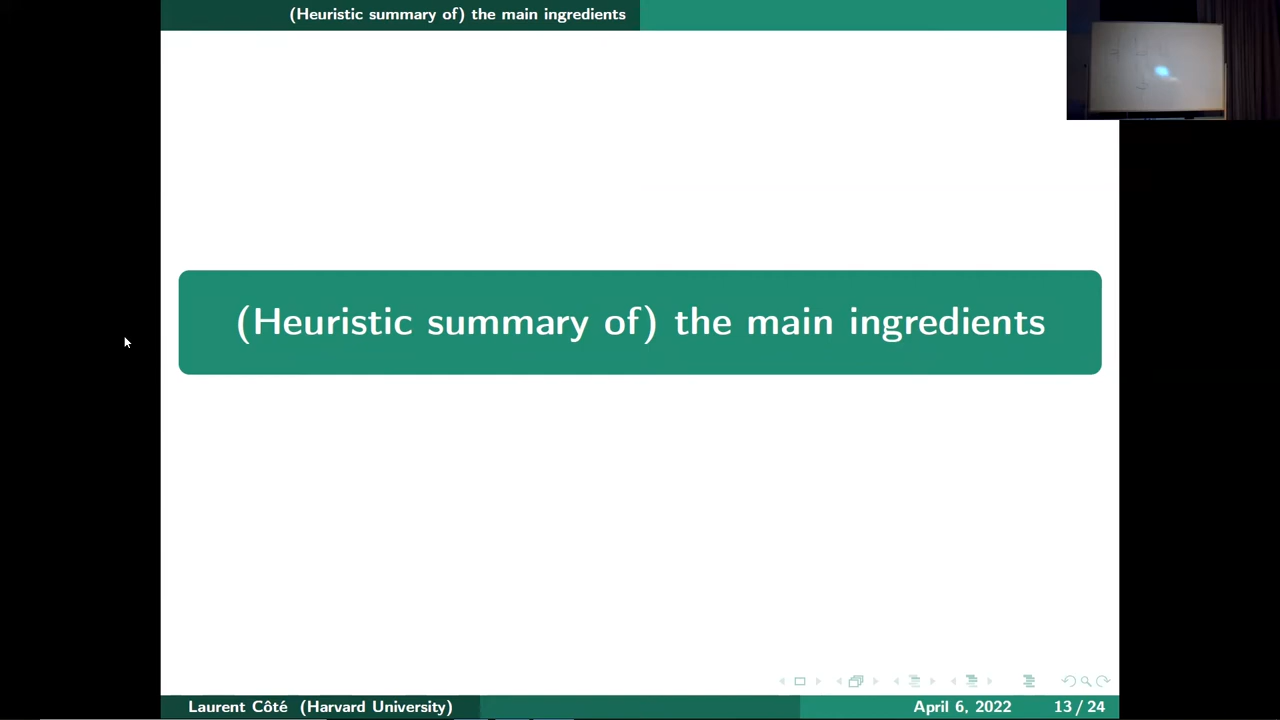 (Heuristic summary of) the main ingredients
(Heuristic summary of) the main ingredients
Laurent Côté (Harvard University)
April 6, 2022
13 / 24